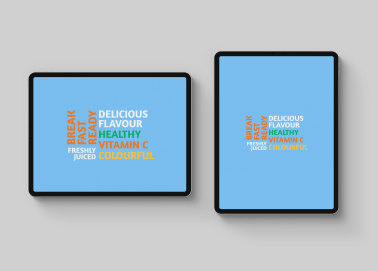 BREAK
FAST
READY
FRESHLY
JUICED
DELICIOUS
FLAVOUR
HEALTHY
VITAMIN C
COLOURFUL
BREAK
FAST
READY
FRESHLY
JUICED
DELICIOUS
FLAVOUR
HEALTHY
VITAMIN C
COLOURFUL